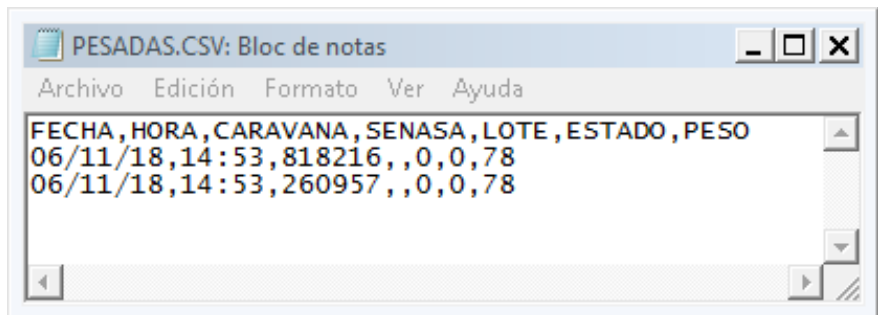 PESADAS.CSV: Bloc de notas
Archivo Edición Formato Ver Ayuda
FECHA,HORA,CARAVANA,SENASA,LOTE,ESTADO,PESO
06/11/18,14:53,818216,,0,0,78
06/11/18,14:53,260957,,0,0,78